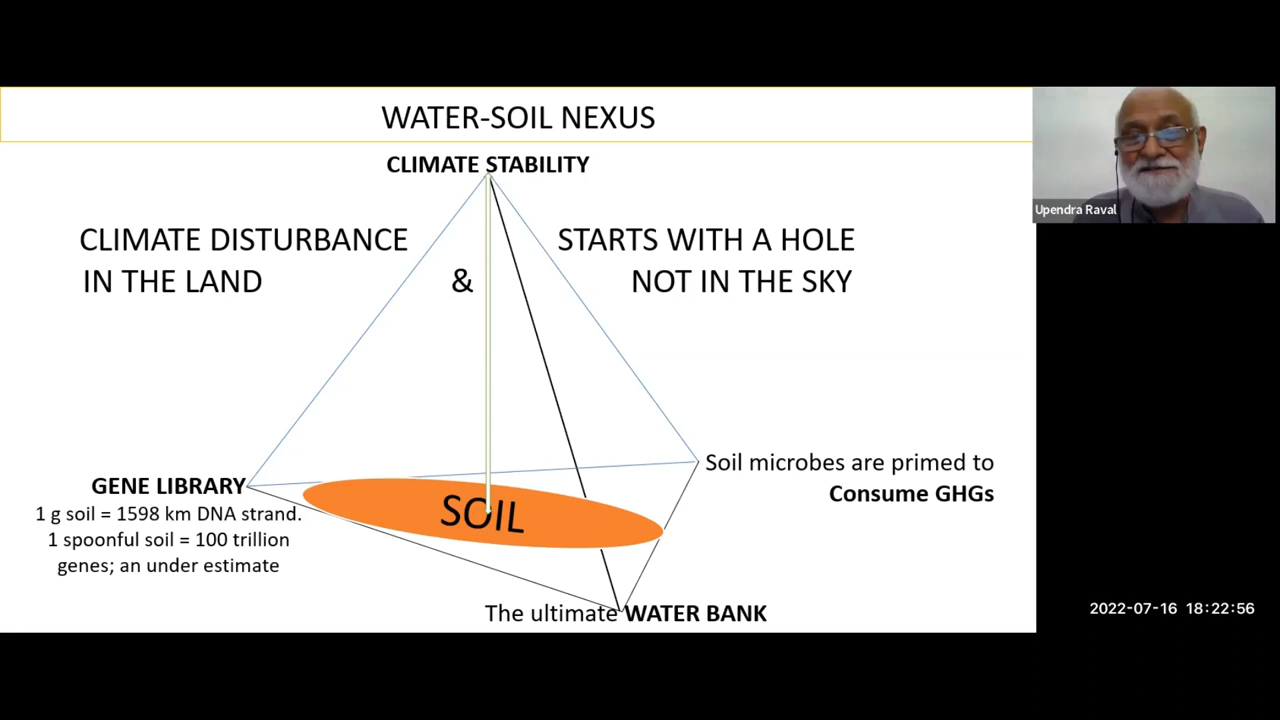 WATER-SOIL NEXUS
CLIMATE STABILITY
CLIMATE DISTURBANCE STARTS WITH A HOLE
IN THE LAND & NOT IN THE SKY
GENE LIBRARY
1 g soil = 1598 km DNA strand.
1 spoonful soil = 100 trillion
genes; an under estimate
SOIL
Soil microbes are primed to
Consume GHGs
The ultimate WATER BANK
Upendra Raval
2022-07-16 18:22:56